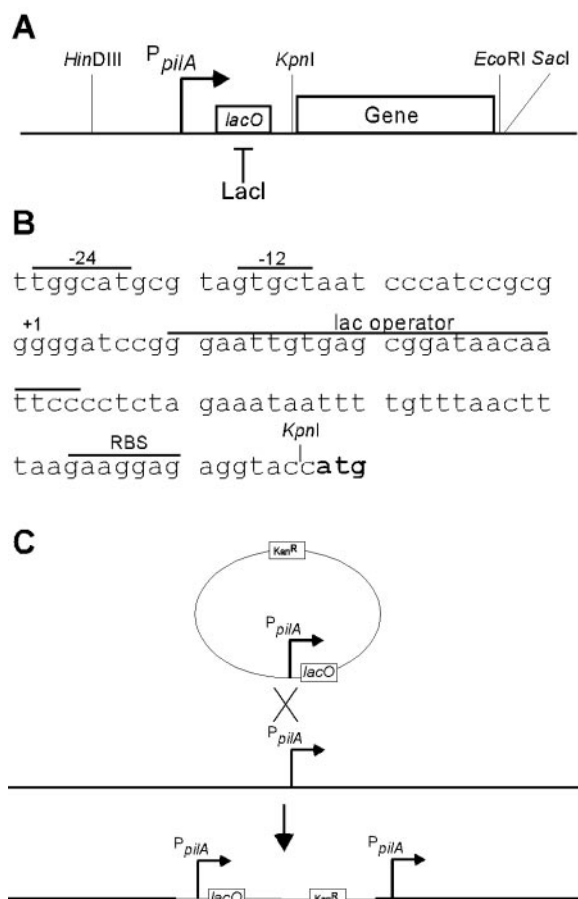 A
HinDIII PpilA KpnI EcoRI SacI
lacO Gene
LacI
B
-24 -12
ttggcatgcg tagtgctaat cccatccgcg
+1 lac operator
ggggatccgg gaattgtgag cggataacaa
ttcccctcta gaaataattt tgtttaactt
RBS KpnI
taagaaggag aggtaccatg
C
KanR
PpilA
lacO
PpilA
PpilA PpilA
lacO KanR